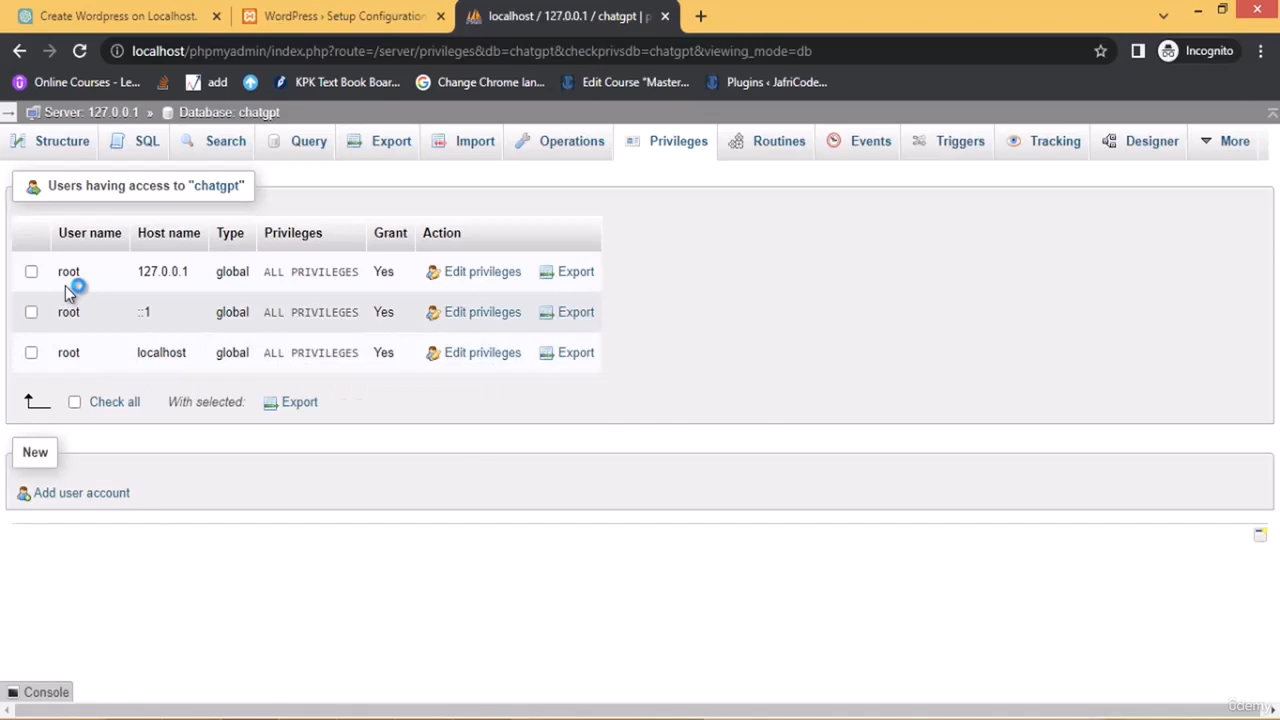 Create Wordpress on Localhost.
WordPress › Setup Configuration
localhost / 127.0.0.1 / chatgpt | p
localhost/phpmyadmin/index.php?route=/server/privileges&db=chatgpt&checkprivsdb=chatgpt&viewing_mode=db
Incognito
Online Courses - Le...
add
KPK Text Book Boar...
Change Chrome lan...
Edit Course "Master...
Plugins ‹ JafriCode...
Server: 127.0.0.1 » Database: chatgpt
Structure SQL Search Query Export Import Operations Privileges Routines Events Triggers Tracking Designer More
Users having access to "chatgpt"
User name Host name Type Privileges Grant Action
root 127.0.0.1 global ALL PRIVILEGES Yes Edit privileges Export
root ::1 global ALL PRIVILEGES Yes Edit privileges Export
root localhost global ALL PRIVILEGES Yes Edit privileges Export
Check all With selected: Export
New
Add user account
Console
ûdemy